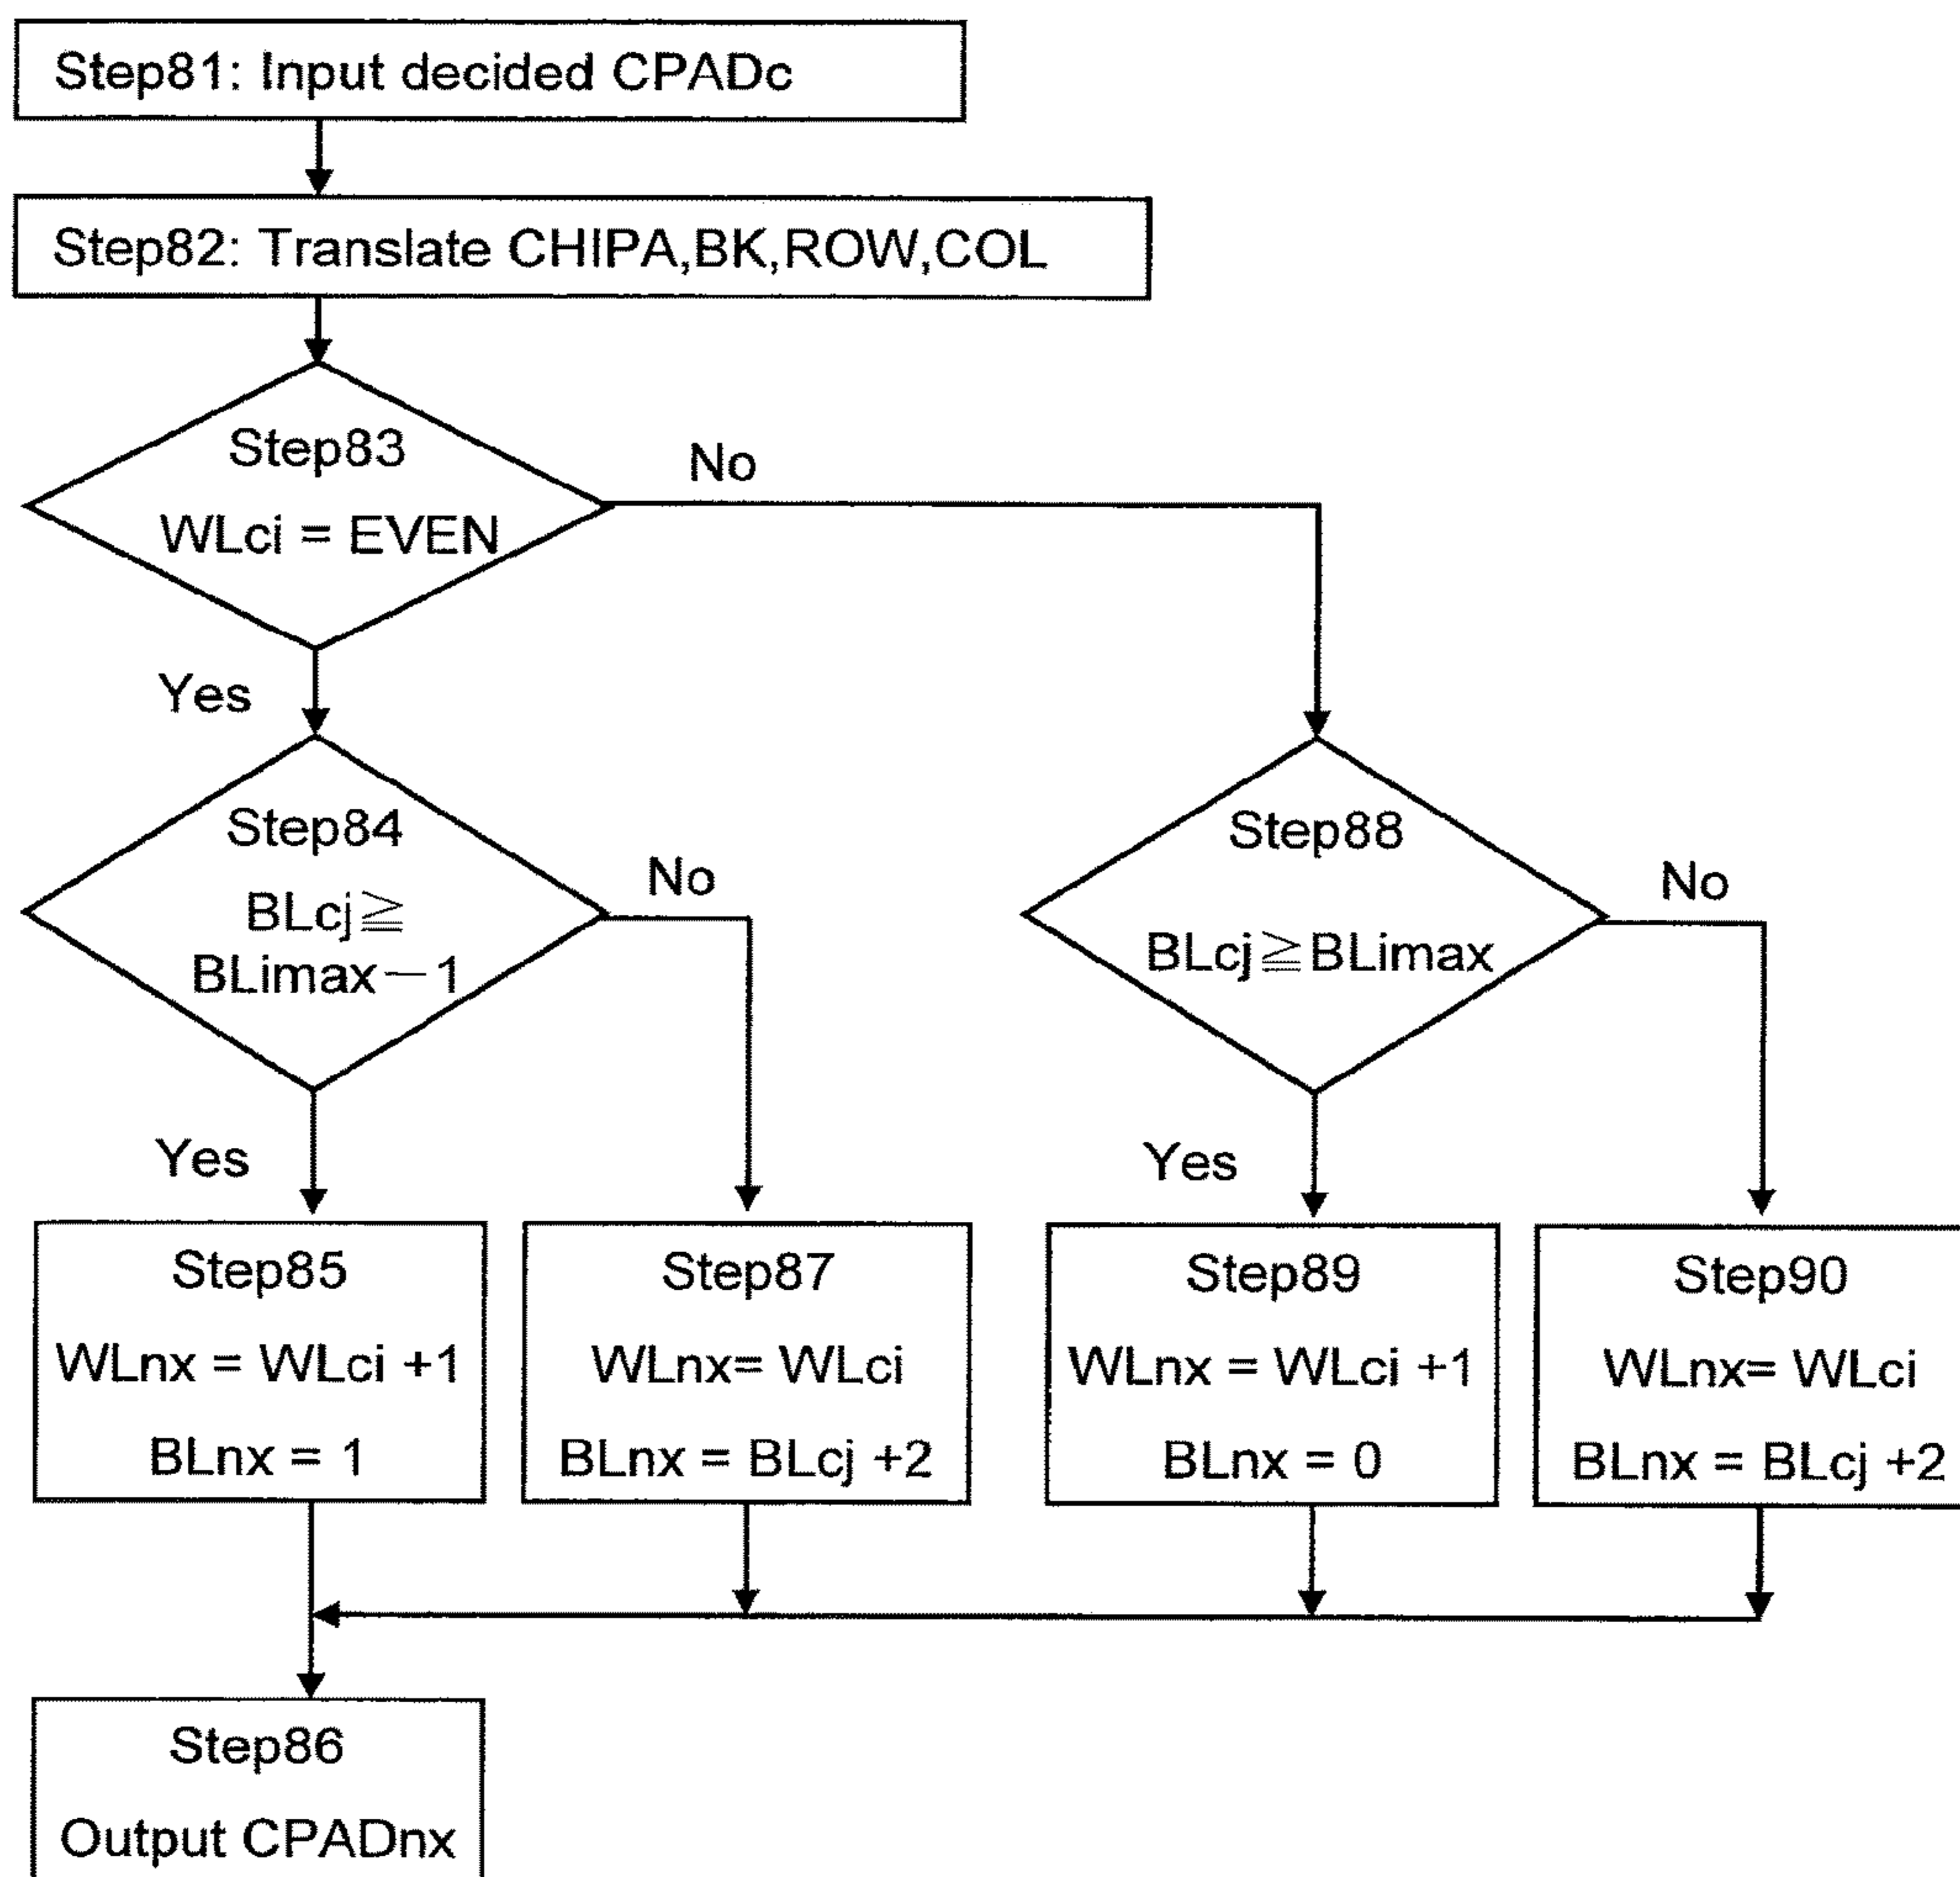 Step81: Input decided CPADc
Step82: Translate CHIPA,BK,ROW,COL
Step83
WLci = EVEN
No
Yes
Step84
BLcj≧
BLimax－1
No
Yes
Step88
BLcj≧BLimax
No
Yes
Step85
WLnx = WLci +1
BLnx = 1
Step87
WLnx= WLci
BLnx = BLcj +2
Step89
WLnx = WLci +1
BLnx = 0
Step90
WLnx= WLci
BLnx = BLcj +2
Step86
Output CPADnx